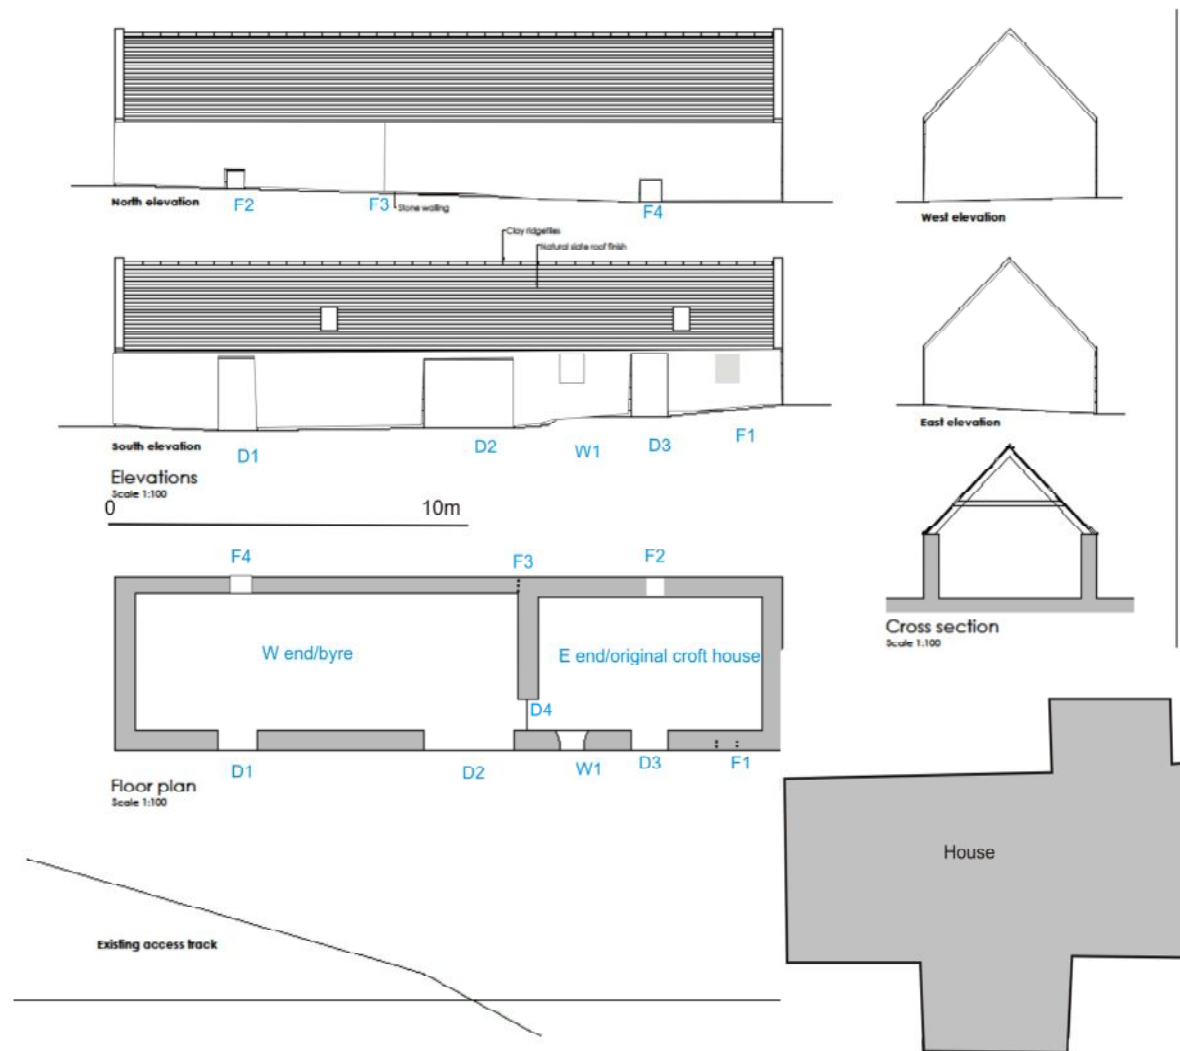 North elevation
F2
F3
Stone walling
F4
West elevation
Clay ridgetiles
Natural slate roof finish
South elevation
D1
D2
W1
D3
F1
East elevation
Elevations
Scale 1:100
0 10m
F4
F3
F2
W end/byre
E end/original croft house
D4
D1
D2
W1
D3
F1
Floor plan
Scale 1:100
Cross section
Scale 1:100
House
Existing access track